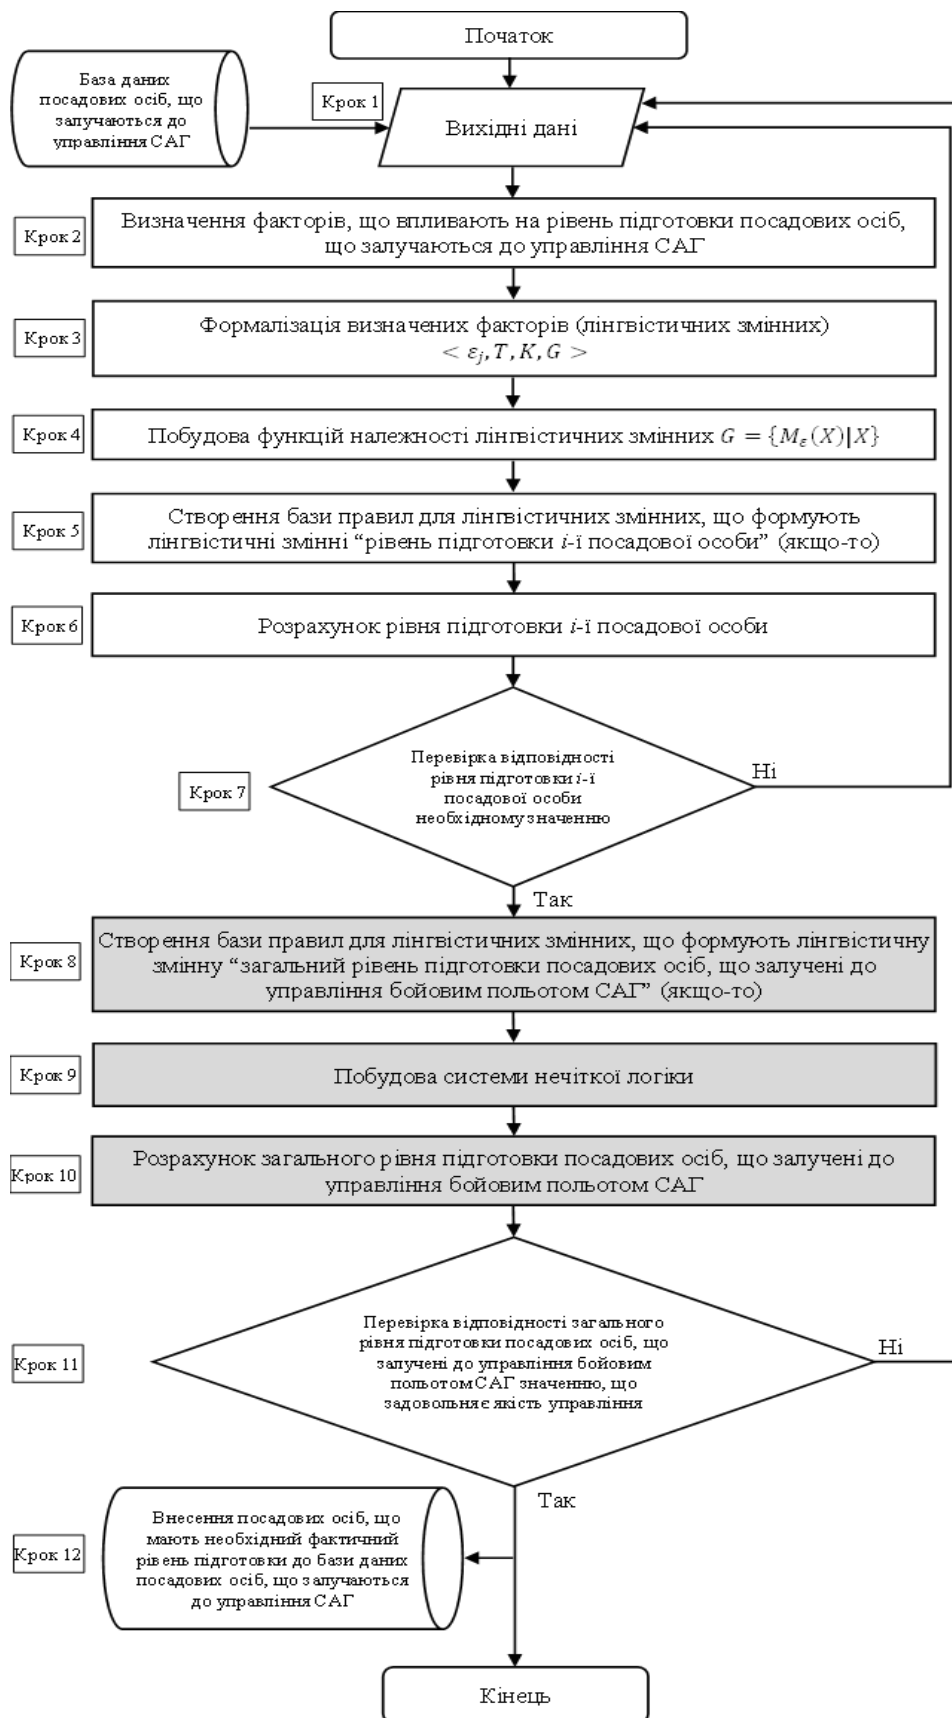 Початок
База даних
посадових осіб, що
залучаються до
управління САГ
Крок 1
Вихідні дані
Крок 2
Визначення факторів, що впливають на рівень підготовки посадових осіб,
що залучаються до управління САГ
Крок 3
Формалізація визначених факторів (лінгвістичних змінних)
< εⱼ, T, K, G >
Крок 4
Побудова функцій належності лінгвістичних змінних G = {Mε(X)|X}
Крок 5
Створення бази правил для лінгвістичних змінних, що формують
лінгвістичні змінні “рівень підготовки i-ї посадової особи” (якщо-то)
Крок 6
Розрахунок рівня підготовки i-ї посадової особи
Крок 7
Перевірка відповідності
рівня підготовки i-ї
посадової особи
необхідному значенню
Ні
Так
Крок 8
Створення бази правил для лінгвістичних змінних, що формують лінгвістичну
змінну “загальний рівень підготовки посадових осіб, що залучені до
управління бойовим польотом САГ” (якщо-то)
Крок 9
Побудова системи нечіткої логіки
Крок 10
Розрахунок загального рівня підготовки посадових осіб, що залучені до
управління бойовим польотом САГ
Крок 11
Перевірка відповідності загального
рівня підготовки посадових осіб, що
залучені до управління бойовим
польотом САГ значенню, що
задовольняє якість управління
Ні
Так
Крок 12
Внесення посадових осіб, що
мають необхідний фактичний
рівень підготовки до бази даних
посадових осіб, що залучаються
до управління САГ
Кінець